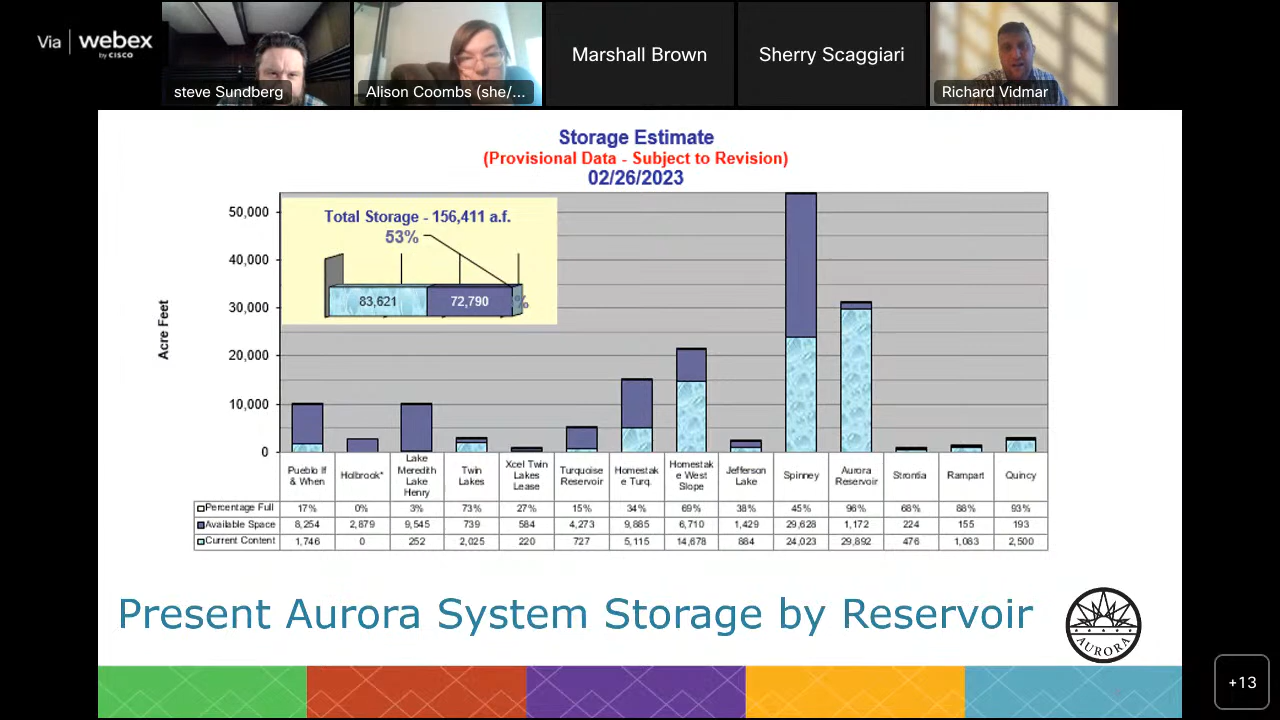 Via | webex
by CISCO
steve Sundberg
Alison Coombs (she/...
Marshall Brown
Sherry Scaggiari
Richard Vidmar
Storage Estimate
(Provisional Data - Subject to Revision)
02/26/2023
Total Storage - 156,411 a.f.
53%
83,621 72,790 %
Acre Feet
50,000
40,000
30,000
20,000
10,000
0
Pueblo If & When
Holbrook*
Lake Meredith Lake Henry
Twin Lakes
Xcel Twin Lakes Lease
Turquoise Reservoir
Homestak e Turq.
Homestak e West Slope
Jefferson Lake
Spinney
Aurora Reservoir
Strontia
Rampart
Quincy
Percentage Full 17% 0% 3% 73% 27% 15% 34% 69% 38% 45% 96% 68% 88% 93%
Available Space 8,254 2,879 9,545 739 584 4,273 9,885 6,710 1,429 29,628 1,172 224 155 193
Current Content 1,746 0 252 2,025 220 727 5,115 14,678 884 24,023 29,892 476 1,083 2,500
Present Aurora System Storage by Reservoir
AURORA
+13